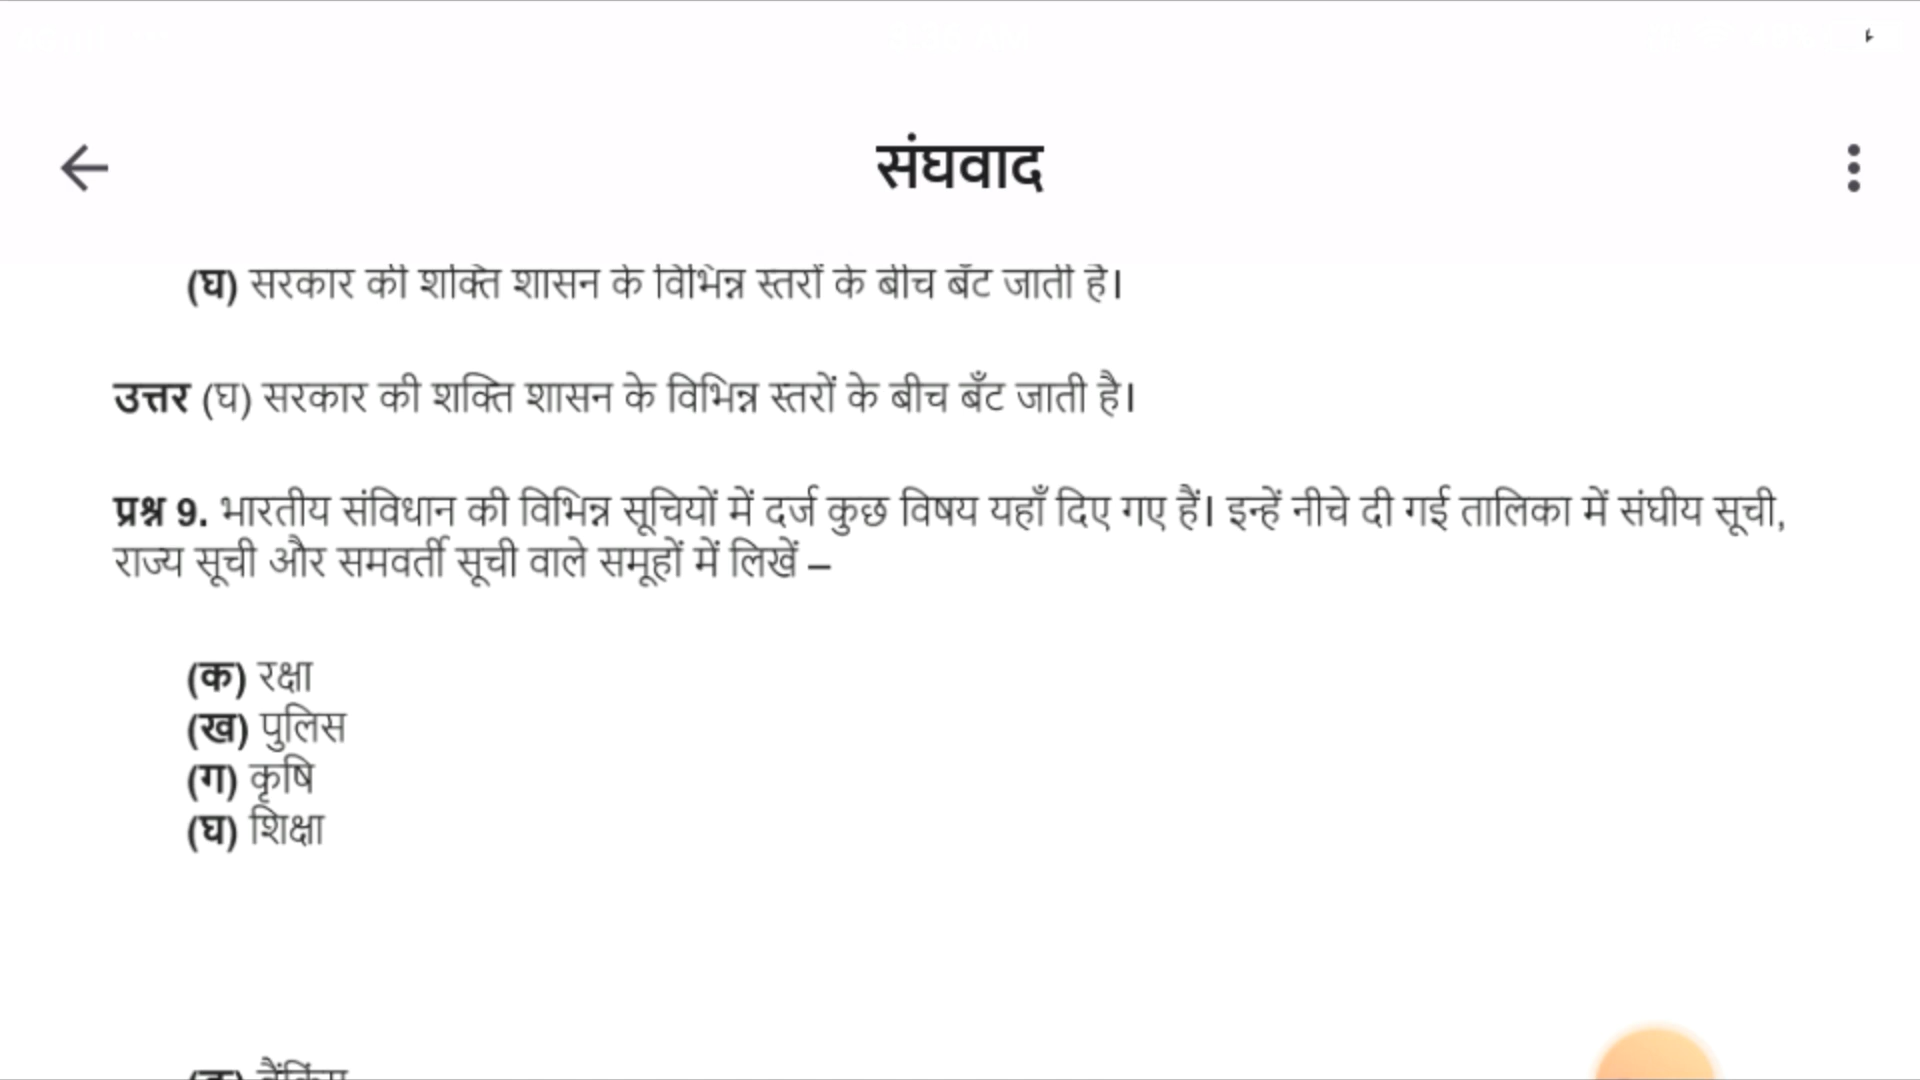 संघवाद
(घ) सरकार की शक्ति शासन के विभिन्न स्तरों के बीच बँट जाती है।
उत्तर (घ) सरकार की शक्ति शासन के विभिन्न स्तरों के बीच बँट जाती है।
प्रश्न 9. भारतीय संविधान की विभिन्न सूचियों में दर्ज कुछ विषय यहाँ दिए गए हैं। इन्हें नीचे दी गई तालिका में संघीय सूची,
राज्य सूची और समवर्ती सूची वाले समूहों में लिखें –
(क) रक्षा
(ख) पुलिस
(ग) कृषि
(घ) शिक्षा